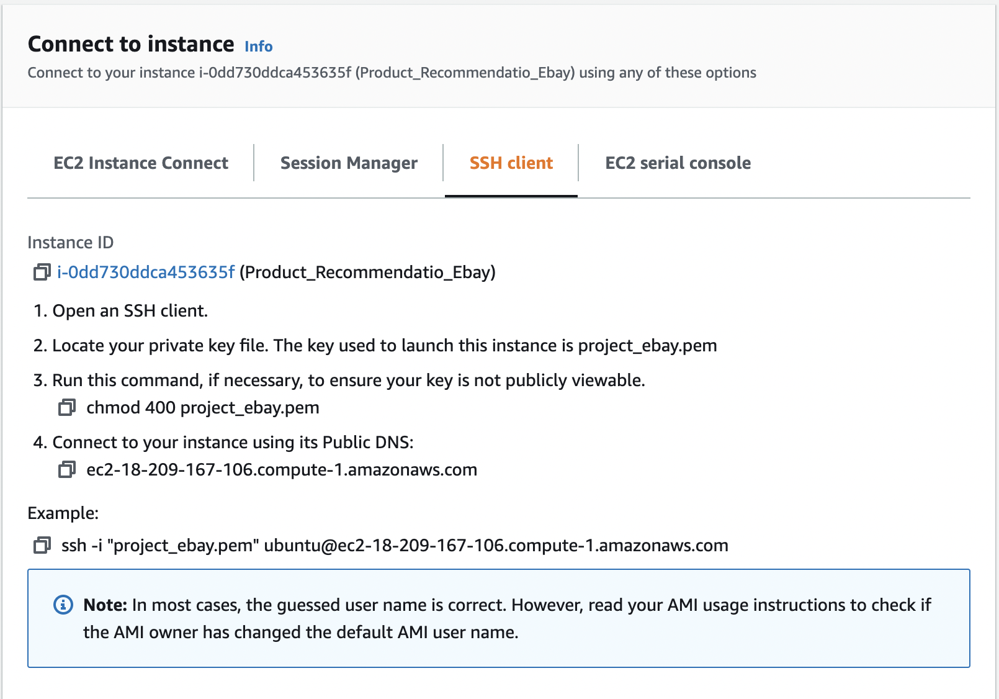 Connect to instance Info
Connect to your instance i-0dd730ddca453635f (Product_Recommendatio_Ebay) using any of these options
EC2 Instance Connect Session Manager SSH client EC2 serial console
Instance ID
i-0dd730ddca453635f (Product_Recommendatio_Ebay)
1. Open an SSH client.
2. Locate your private key file. The key used to launch this instance is project_ebay.pem
3. Run this command, if necessary, to ensure your key is not publicly viewable.
chmod 400 project_ebay.pem
4. Connect to your instance using its Public DNS:
ec2-18-209-167-106.compute-1.amazonaws.com
Example:
ssh -i "project_ebay.pem" ubuntu@ec2-18-209-167-106.compute-1.amazonaws.com
Note: In most cases, the guessed user name is correct. However, read your AMI usage instructions to check if
the AMI owner has changed the default AMI user name.